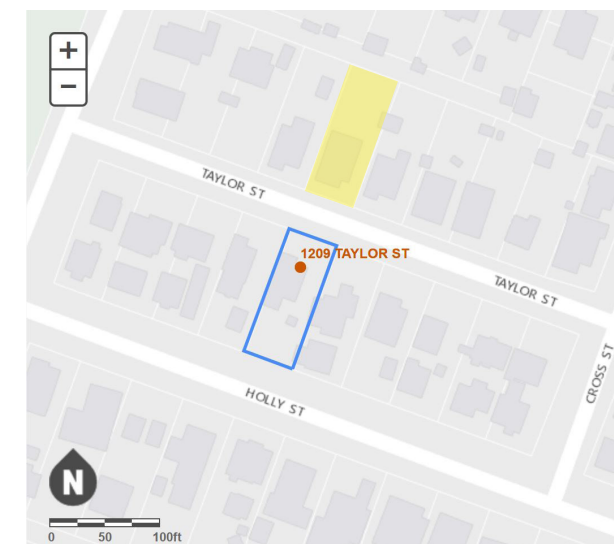 +
−
TAYLOR ST
1209 TAYLOR ST
TAYLOR ST
CROSS ST
HOLLY ST
N
0 50 100ft